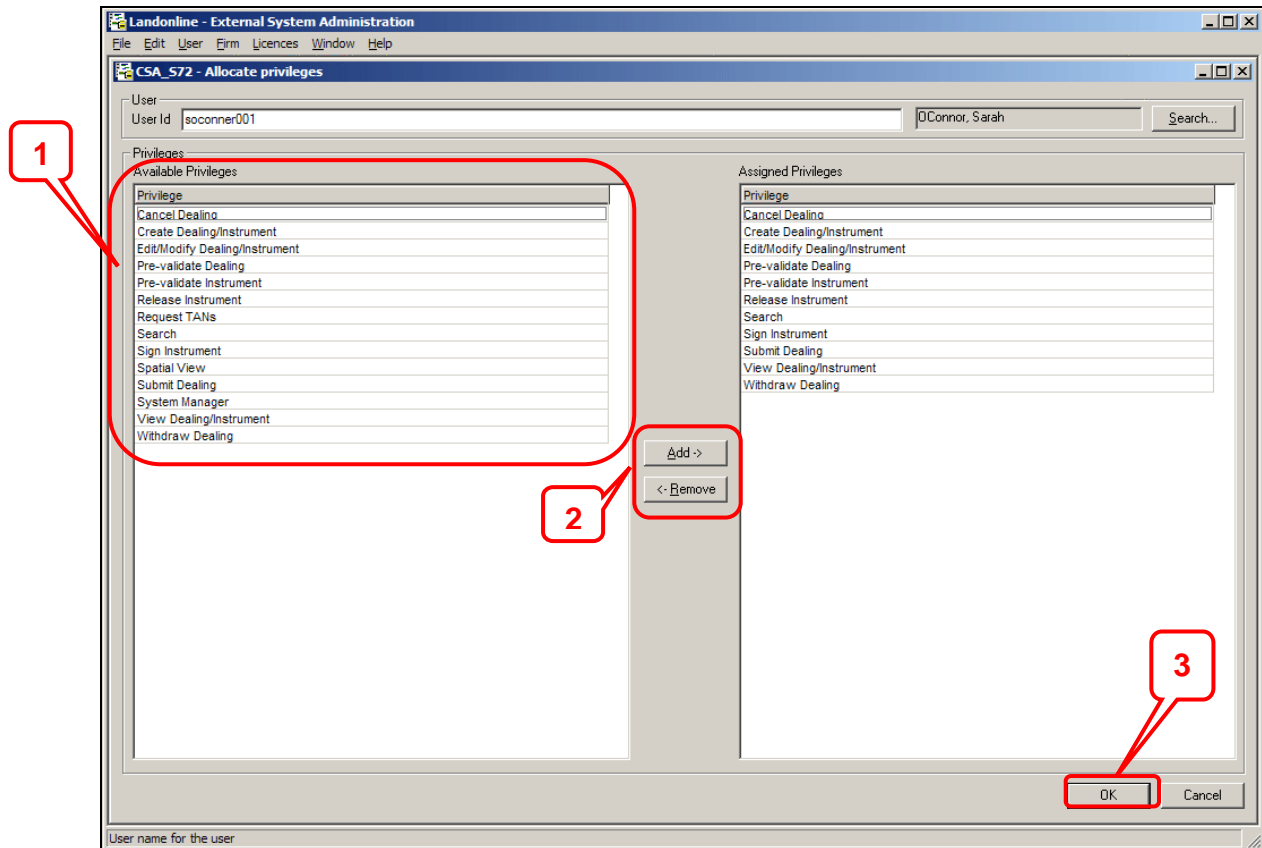 Landonline - External System Administration
File Edit User Firm Licences Window Help
CSA_S72 - Allocate privileges
User
User Id soconner001 OConnor, Sarah Search...
1
Privileges
Available Privileges Assigned Privileges
Privilege Privilege
Cancel Dealing Cancel Dealing
Create Dealing/Instrument Create Dealing/Instrument
Edit/Modify Dealing/Instrument Edit/Modify Dealing/Instrument
Pre-validate Dealing Pre-validate Dealing
Pre-validate Instrument Pre-validate Instrument
Release Instrument Release Instrument
Request TANs Search
Search Sign Instrument
Sign Instrument Submit Dealing
Spatial View View Dealing/Instrument
Submit Dealing Withdraw Dealing
System Manager
View Dealing/Instrument
Withdraw Dealing
Add ->
<- Remove
2
3
OK Cancel
User name for the user